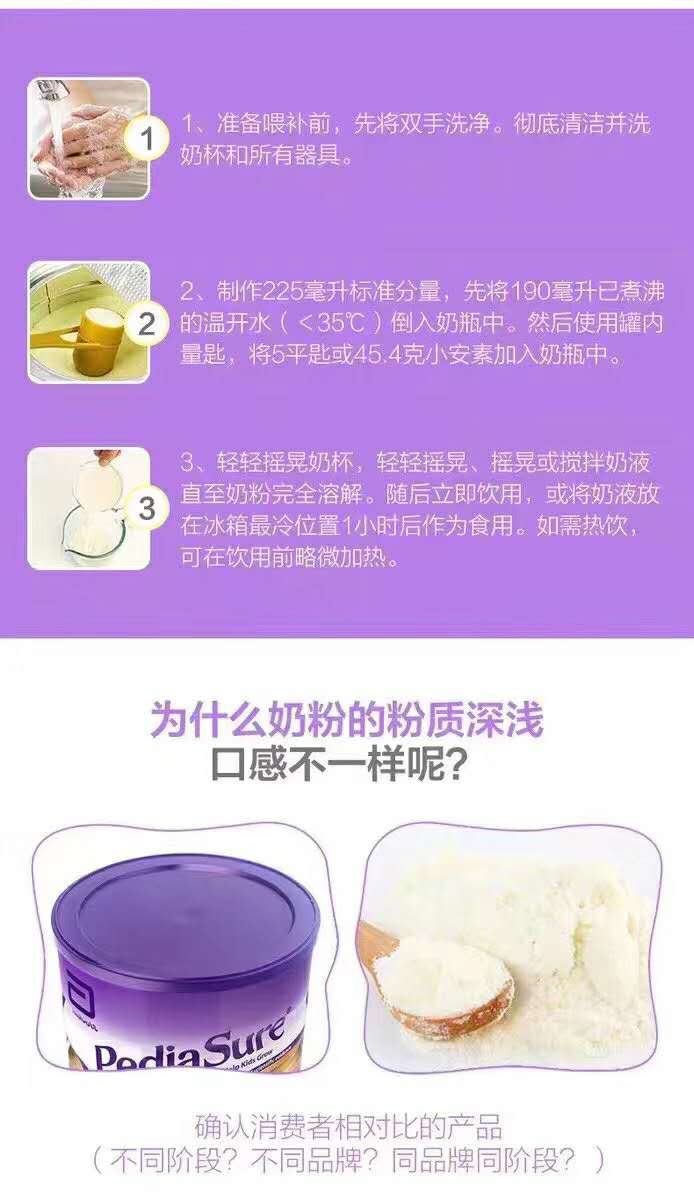 1、准备喂补前，先将双手洗净。彻底清洁并洗
奶杯和所有器具。
1
2、制作225毫升标准分量，先将190毫升已煮沸
的温开水（＜35℃）倒入奶瓶中。然后使用罐内
量匙，将5平匙或45.4克小安素加入奶瓶中。
2
3、轻轻摇晃奶杯，轻轻摇晃、摇晃或搅拌奶液
直至奶粉完全溶解。随后立即饮用，或将奶液放
在冰箱最冷位置1小时后作为食用。如需热饮，
可在饮用前略微加热。
3
为什么奶粉的粉质深浅
口感不一样呢?
PediaSure®
Help Kids Grow
确认消费者相对比的产品
（不同阶段？不同品牌？同品牌同阶段？）